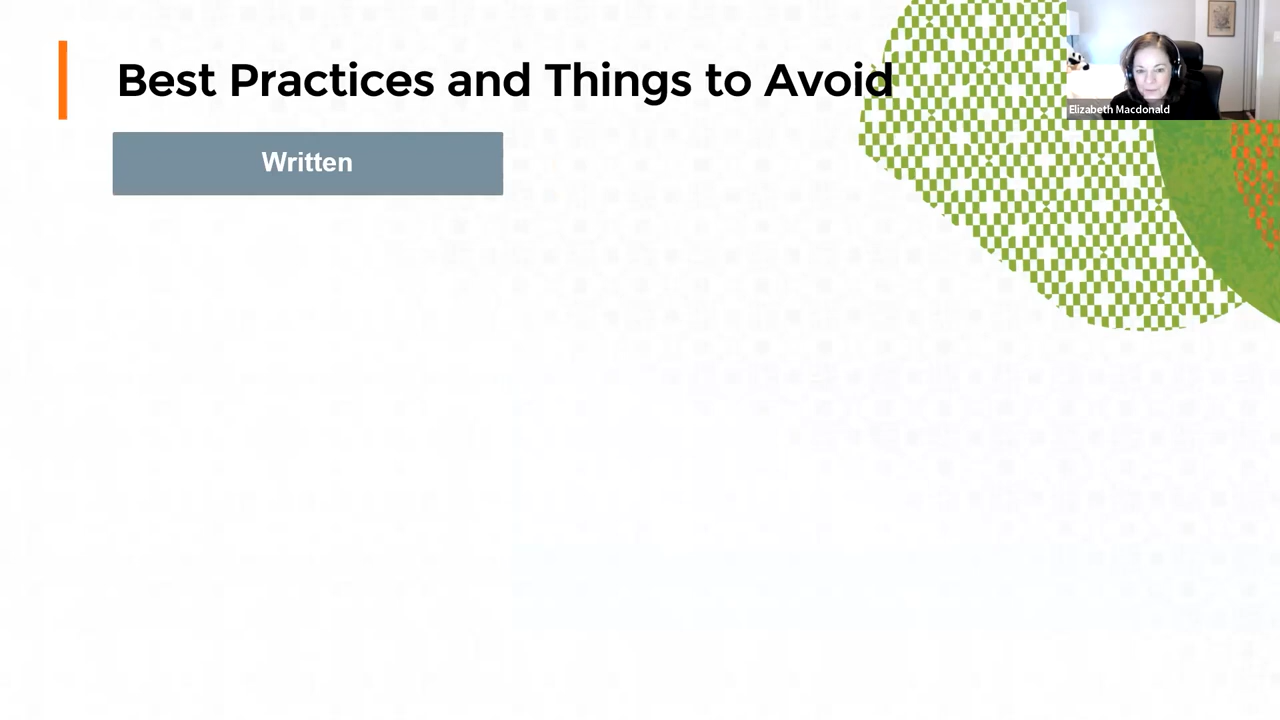 Best Practices and Things to Avoid
Elizabeth Macdonald
Written